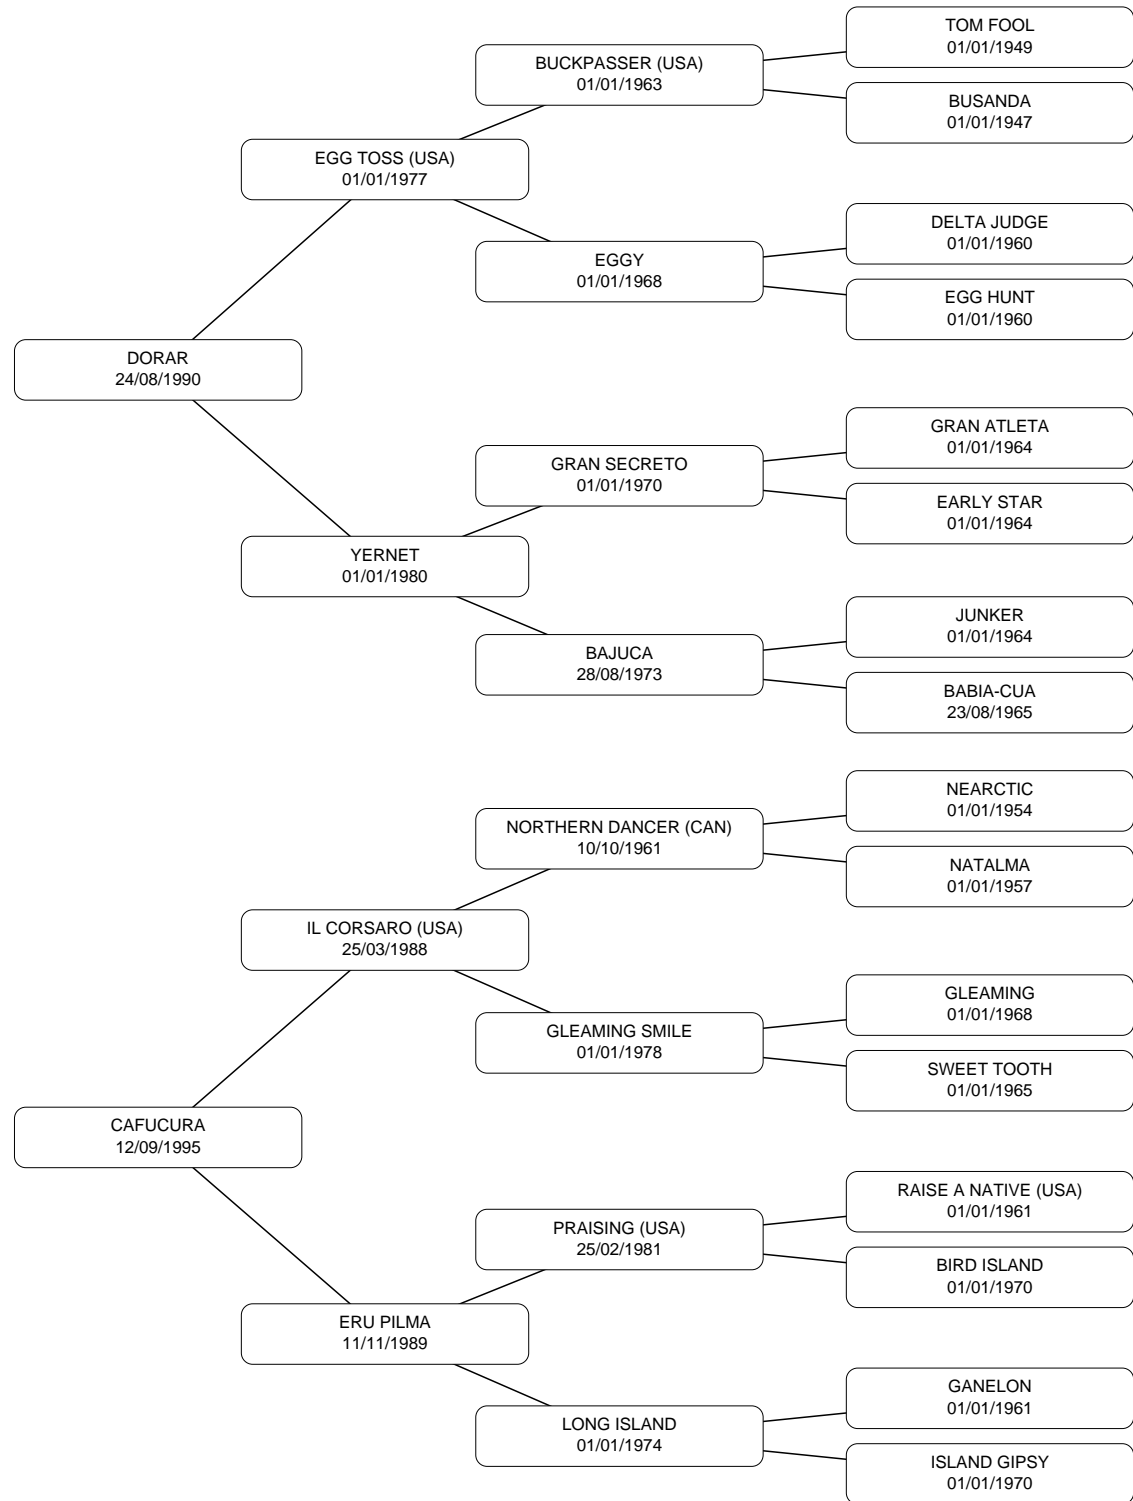 TOM FOOL
01/01/1949
BUCKPASSER (USA)
01/01/1963
BUSANDA
01/01/1947
EGG TOSS (USA)
01/01/1977
DELTA JUDGE
01/01/1960
EGGY
01/01/1968
EGG HUNT
01/01/1960
DORAR
24/08/1990
GRAN ATLETA
01/01/1964
GRAN SECRETO
01/01/1970
EARLY STAR
01/01/1964
YERNET
01/01/1980
JUNKER
01/01/1964
BAJUCA
28/08/1973
BABIA-CUA
23/08/1965
NEARCTIC
01/01/1954
NORTHERN DANCER (CAN)
10/10/1961
NATALMA
01/01/1957
IL CORSARO (USA)
25/03/1988
GLEAMING
01/01/1968
GLEAMING SMILE
01/01/1978
SWEET TOOTH
01/01/1965
CAFUCURA
12/09/1995
RAISE A NATIVE (USA)
01/01/1961
PRAISING (USA)
25/02/1981
BIRD ISLAND
01/01/1970
ERU PILMA
11/11/1989
GANELON
01/01/1961
LONG ISLAND
01/01/1974
ISLAND GIPSY
01/01/1970